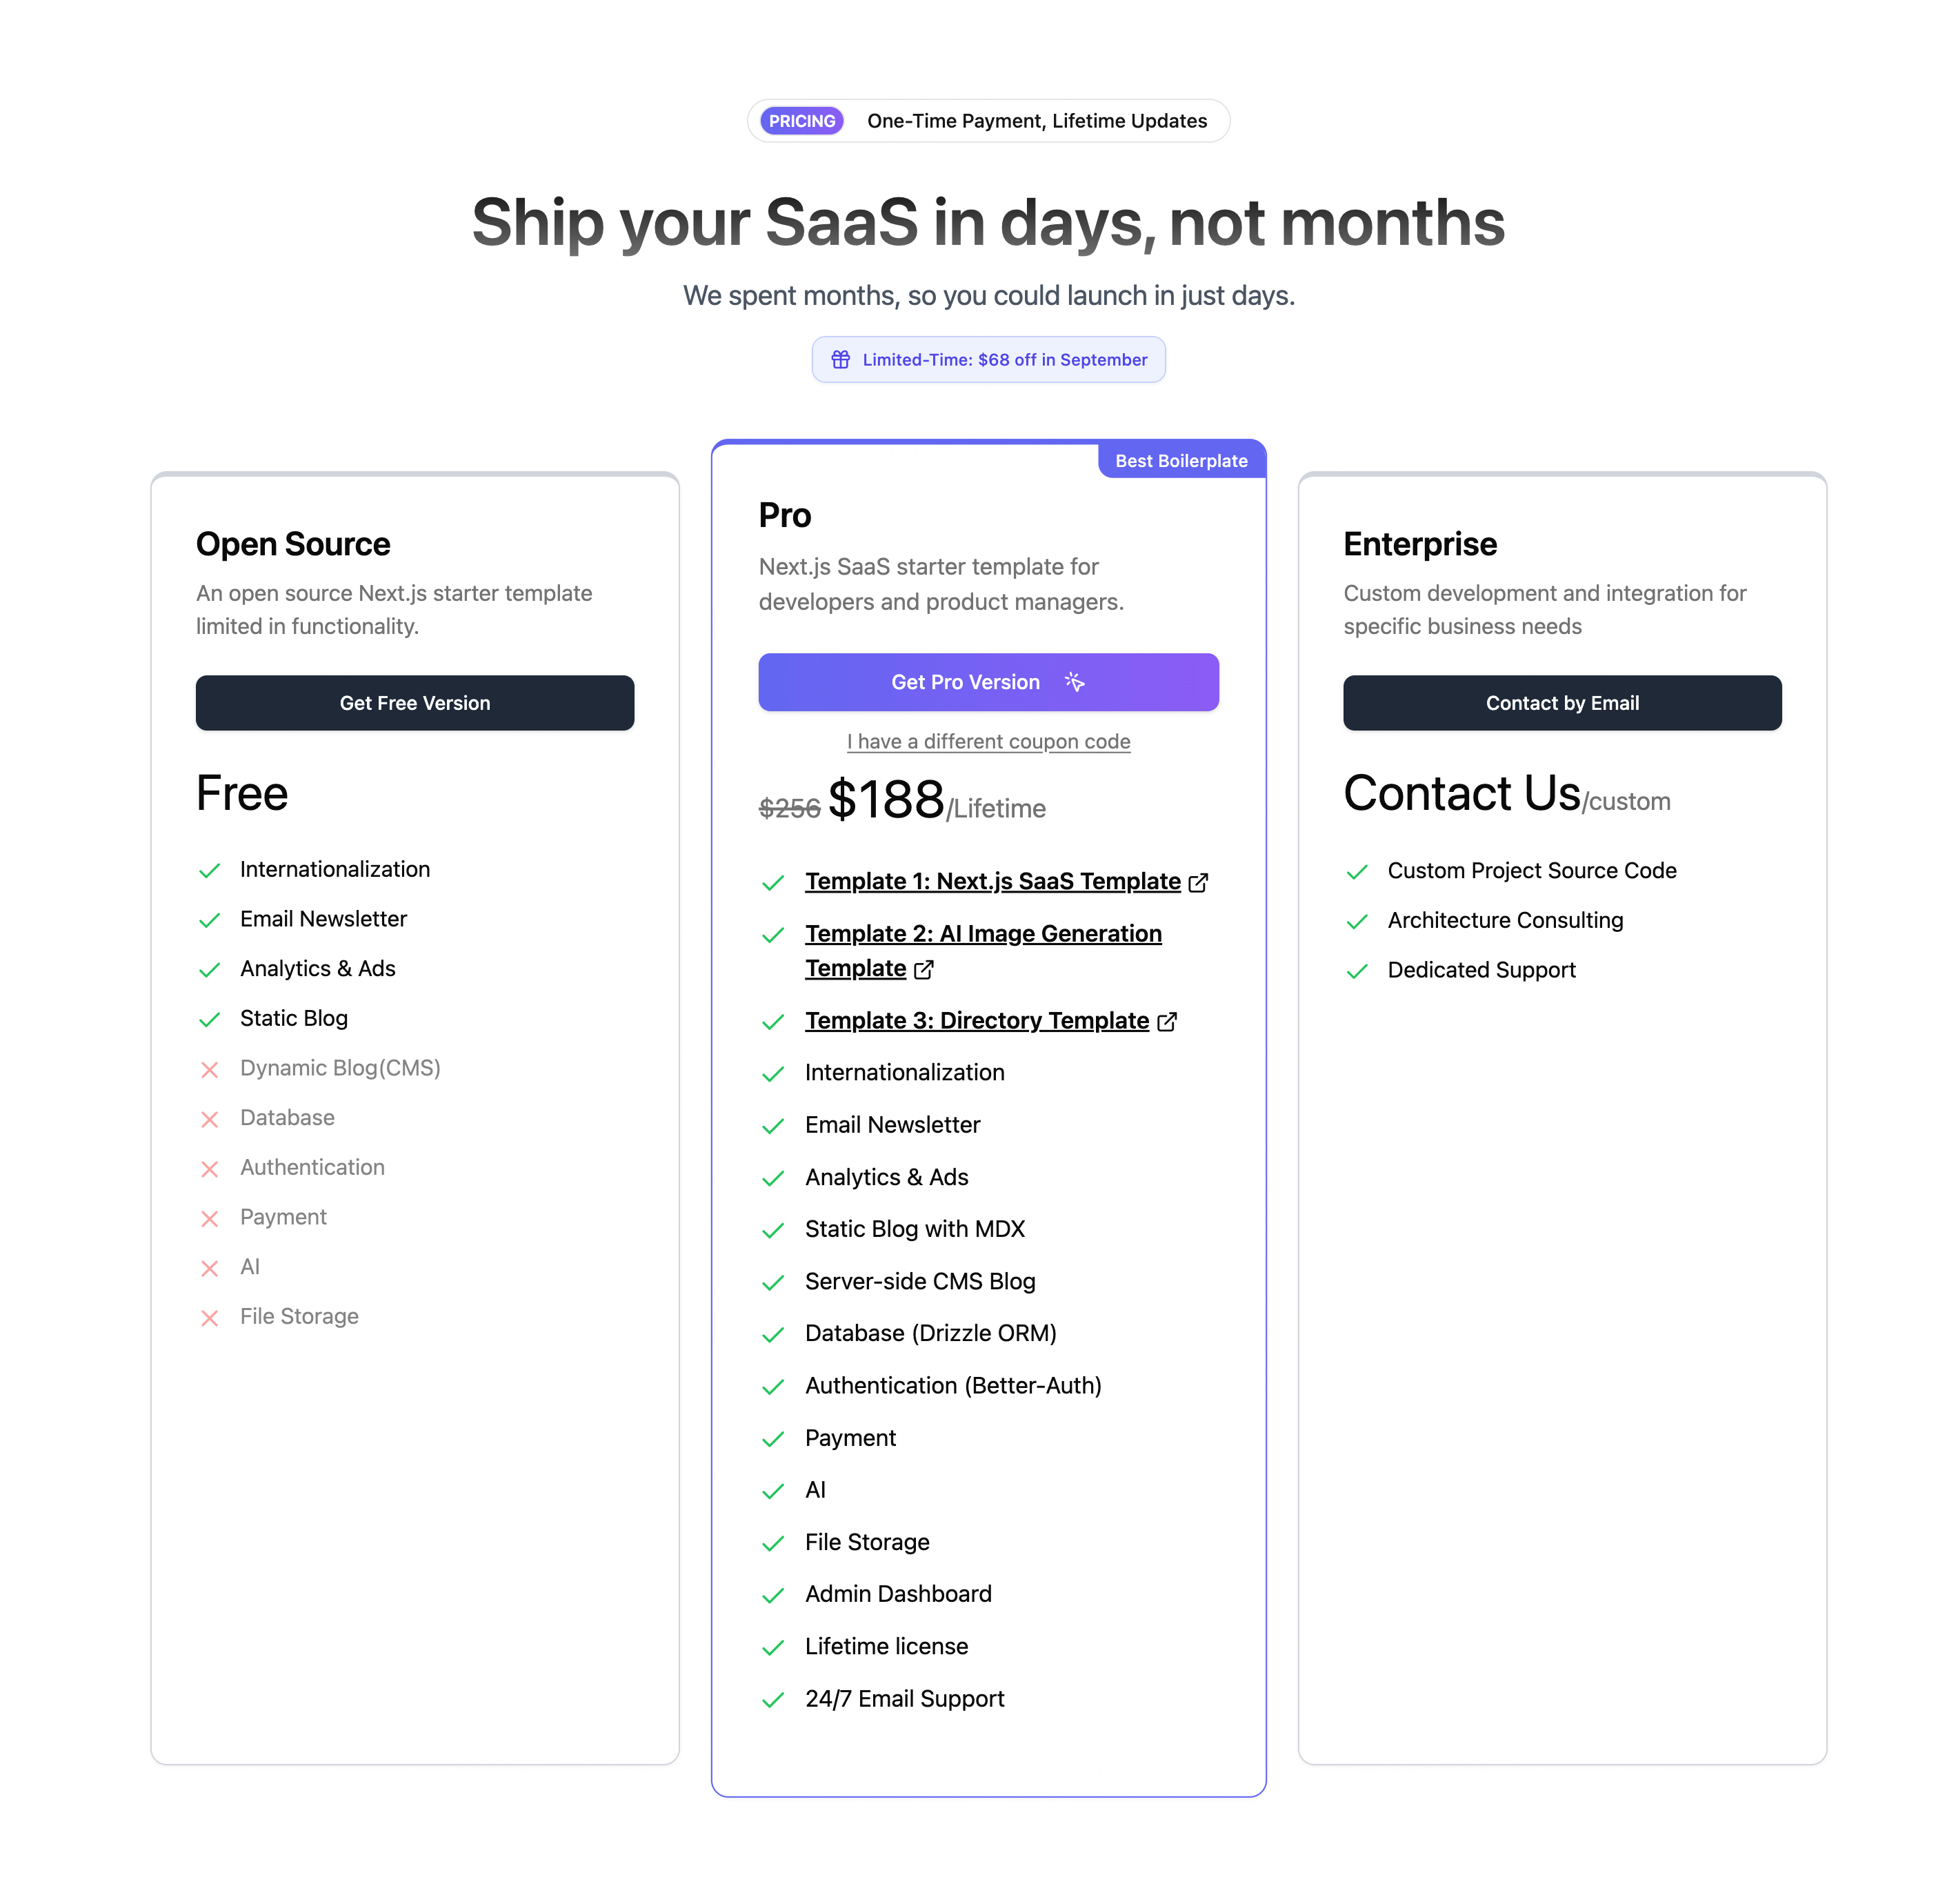 PRICING One-Time Payment, Lifetime Updates
Ship your SaaS in days, not months
We spent months, so you could launch in just days.
Limited-Time: $68 off in September
Open Source
An open source Next.js starter template
limited in functionality.
Get Free Version
Free
Internationalization
Email Newsletter
Analytics & Ads
Static Blog
Dynamic Blog(CMS)
Database
Authentication
Payment
AI
File Storage
Best Boilerplate
Pro
Next.js SaaS starter template for
developers and product managers.
Get Pro Version
I have a different coupon code
$256 $188/Lifetime
Template 1: Next.js SaaS Template
Template 2: AI Image Generation
Template
Template 3: Directory Template
Internationalization
Email Newsletter
Analytics & Ads
Static Blog with MDX
Server-side CMS Blog
Database (Drizzle ORM)
Authentication (Better-Auth)
Payment
AI
File Storage
Admin Dashboard
Lifetime license
24/7 Email Support
Enterprise
Custom development and integration for
specific business needs
Contact by Email
Contact Us/custom
Custom Project Source Code
Architecture Consulting
Dedicated Support